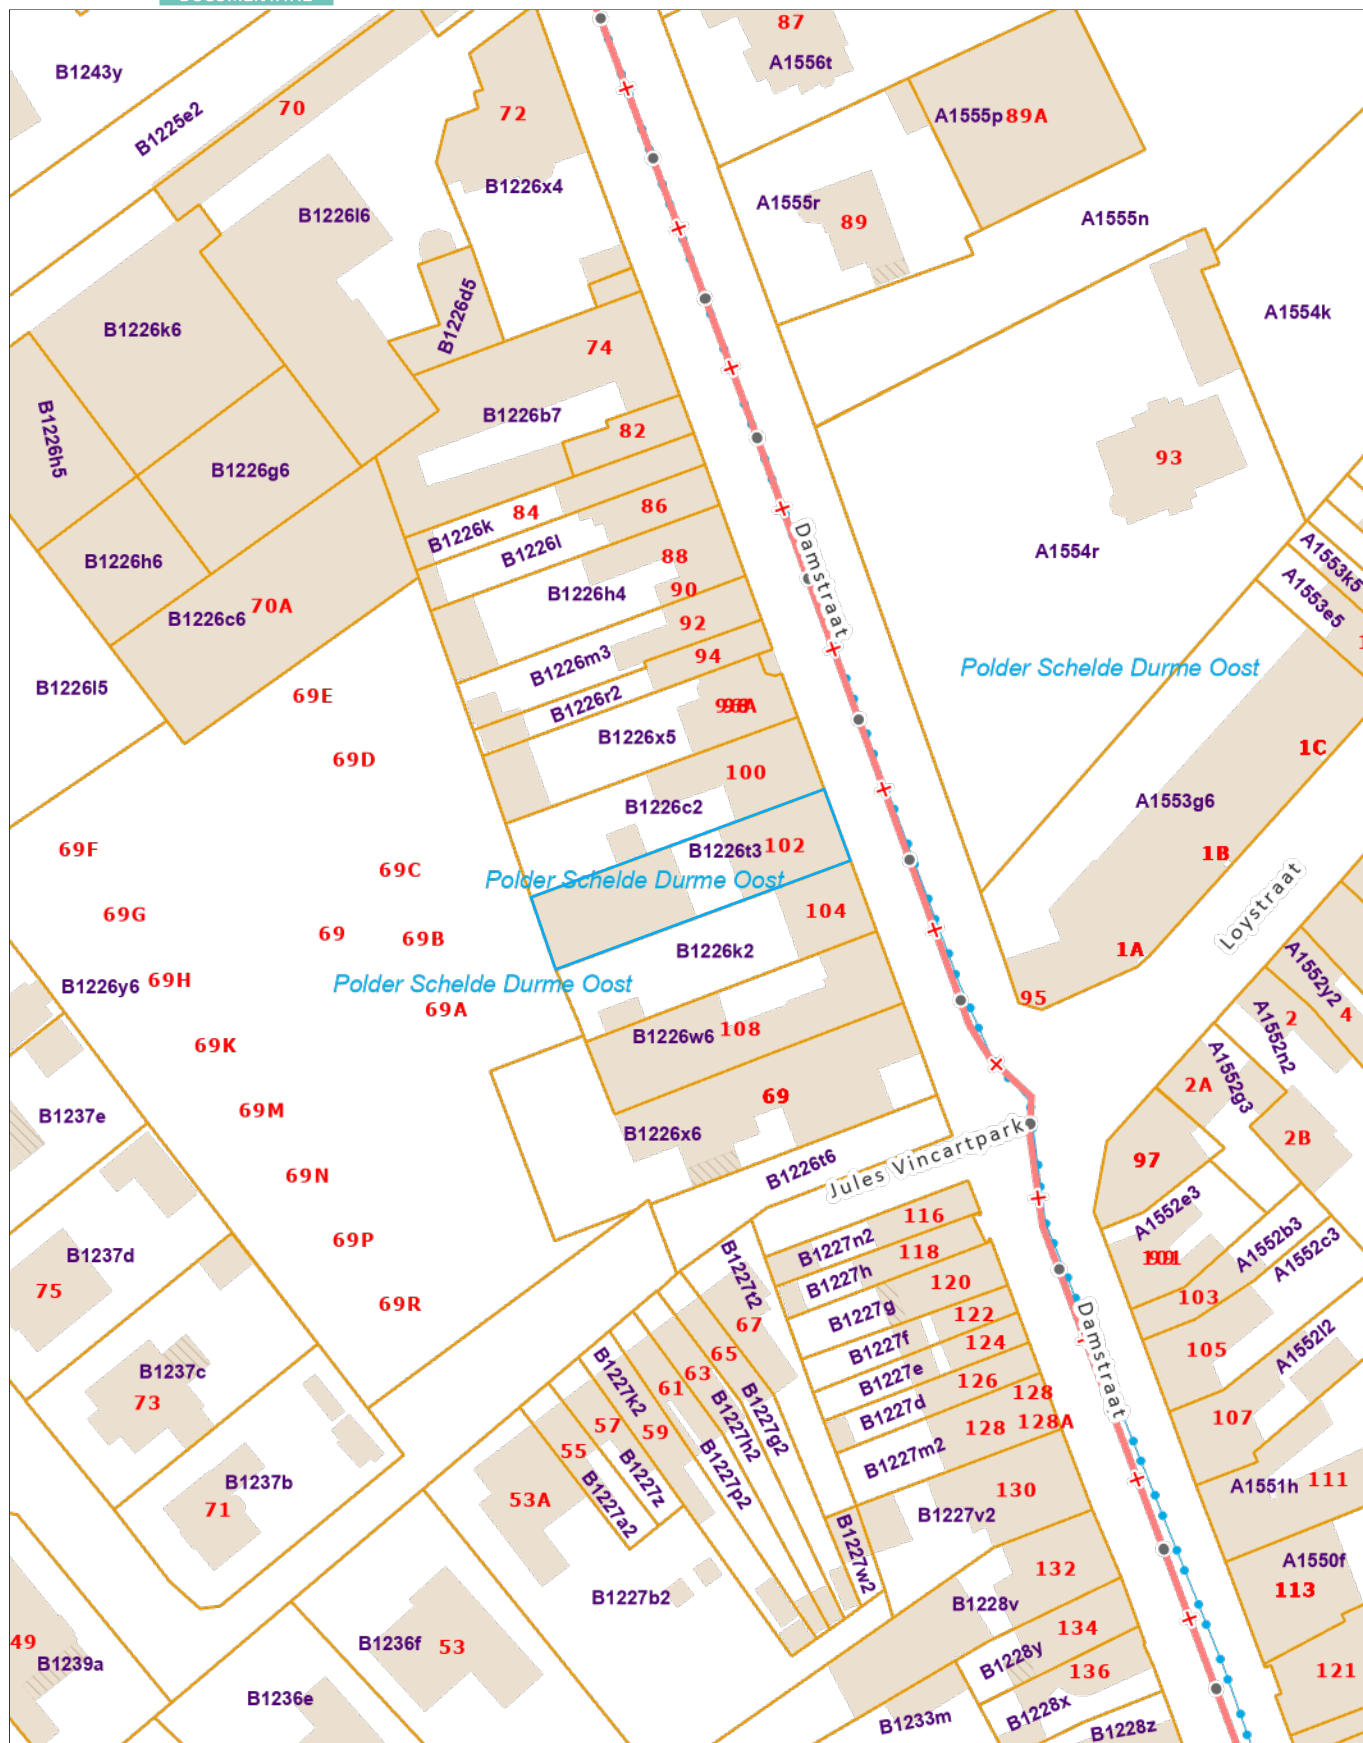 87
B1243y
A1556t
70
72
B1225e2
A1555p
89A
B1226x4
A1555r
B1226l6
A1555n
89
B1226d5
A1554k
B1226k6
74
B1226b7
82
B1226h5
93
B1226g6
84
86
B1226k
B1226l
A1554r
A1553k5
B1226h6
88
Damstraat
B1226h4
90
A1553e5
70A
B1226c6
92
94
B1226m3
Polder Schelde Durme Oost
B1226l5
69E
B1226r2
B1226x5
1C
69D
100
A1553g6
B1226c2
69F
B1226t3
102
1B
69C
Polder Schelde Durme Oost
Loystraat
69G
104
69
69B
B1226k2
1A
A1552y2
B1226y6
69H
Polder Schelde Durme Oost
95
69A
2
4
B1226w6
108
A1552n2
69K
A1552g3
2A
69M
69
B1237e
B1226x6
2B
Jules Vincartpark
97
69N
B1226t6
A1552e3
116
69P
B1227n2
A1552b3
B1237d
118
A1552c3
B1227t2
B1227h
120
75
69R
B1227g
103
122
67
A1552l2
B1227f
124
65
105
B1237c
B1227e
Damstraat
63
126
B1227k2
61
128
73
B1227d
B1227g2
107
57
B1227h2
128
128A
59
55
B1227m2
B1227p2
B1237b
B1227z
111
A1551h
53A
130
71
B1227a2
B1227v2
B1227w2
A1550f
132
113
B1227b2
B1228v
134
49
B1236f
53
B1228y
B1239a
136
121
B1236e
B1228x
B1233m
B1228z